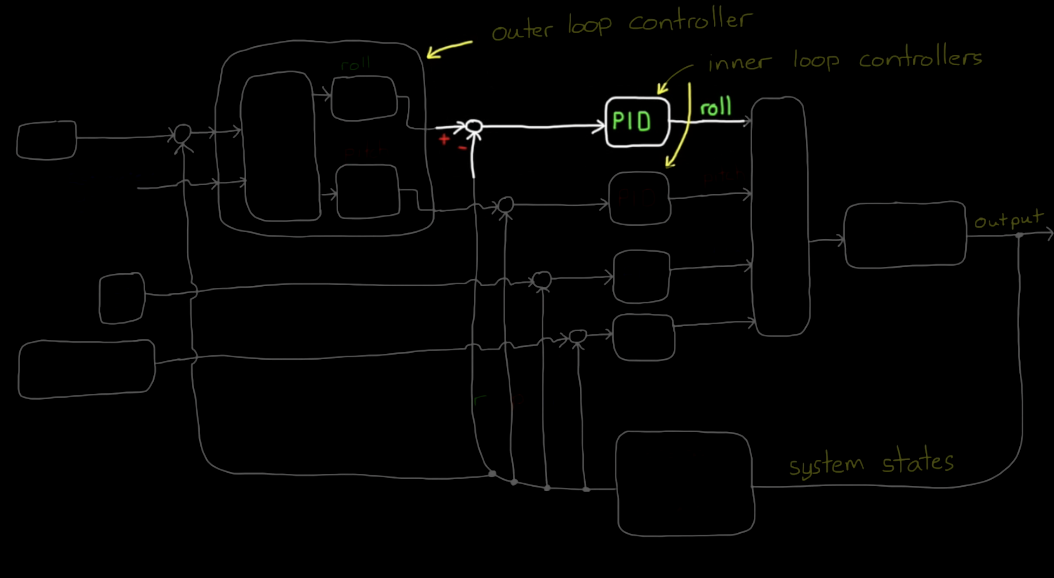 outer loop controller
inner loop controllers
roll
PID
roll
+
-
output
system states